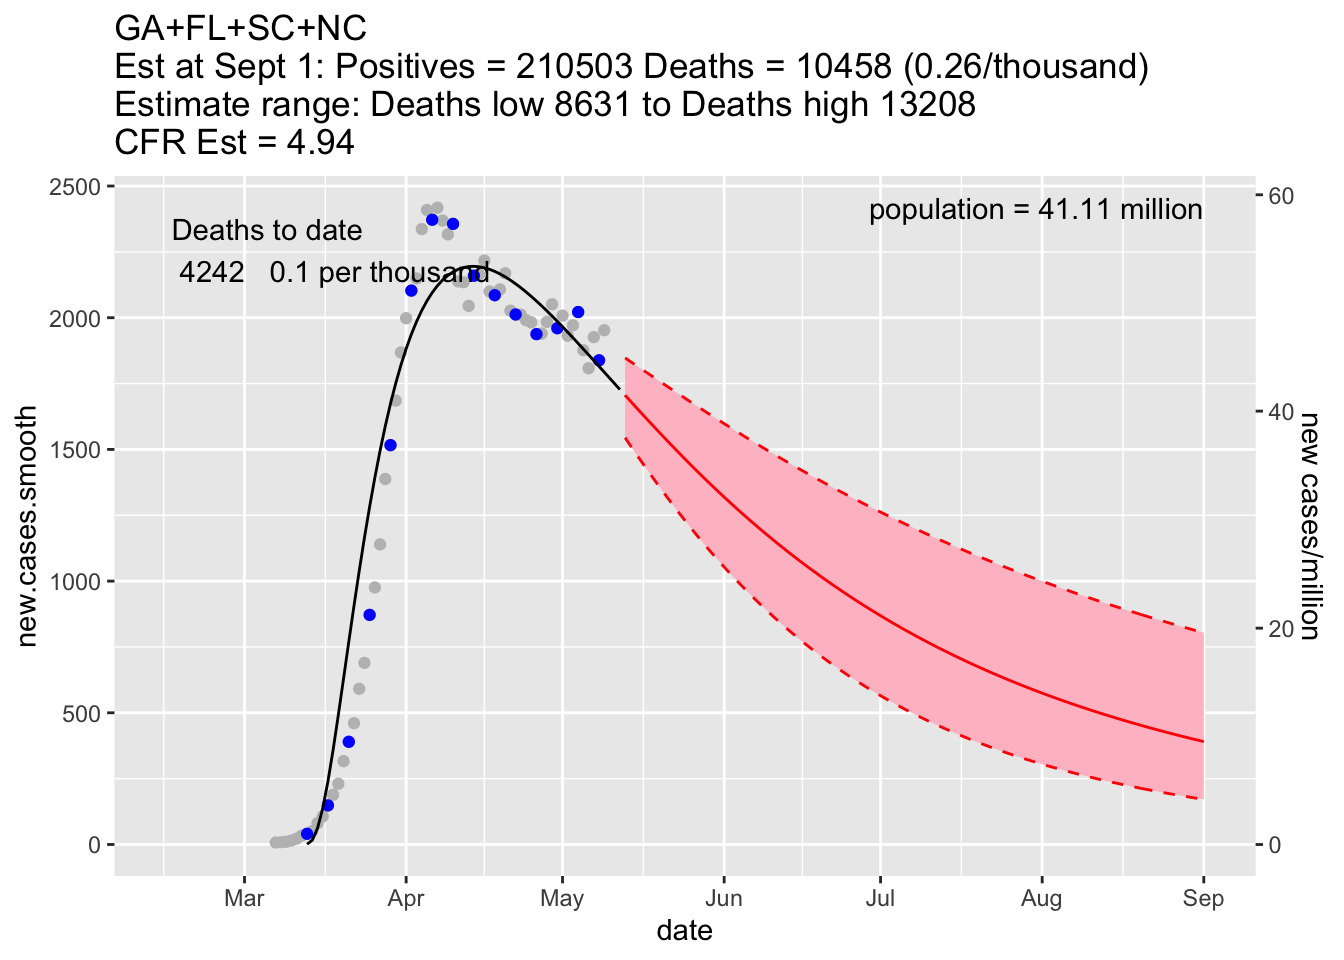 GA+FL+SC+NC
Est at Sept 1: Positives = 210503 Deaths = 10458 (0.26/thousand)
Estimate range: Deaths low 8631 to Deaths high 13208
CFR Est = 4.94
2500
2000
1500
1000
500
0
new.cases.smooth
Deaths to date
4242 0.1 per thousand
population = 41.11 million
60
40
20
0
new cases/million
Mar Apr May Jun Jul Aug Sep
date